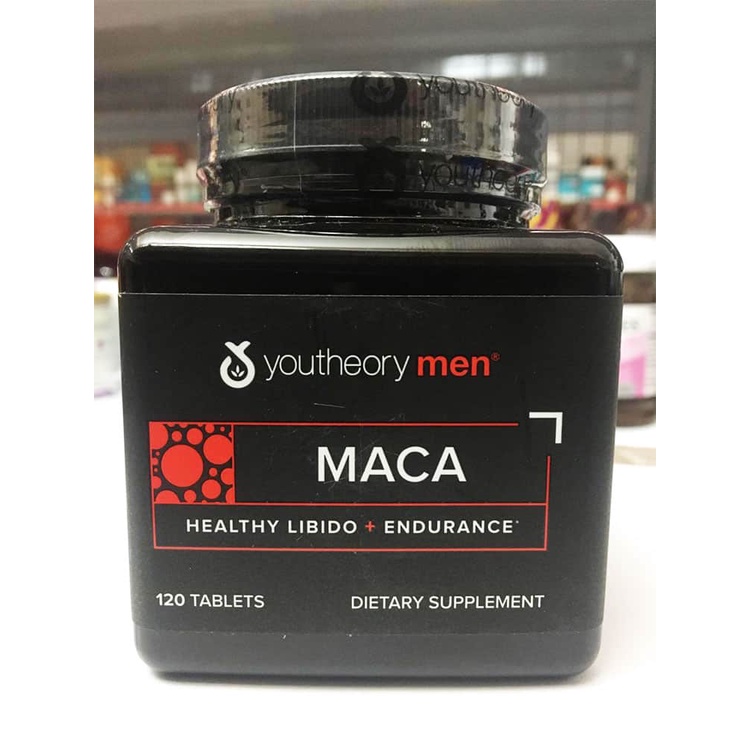 youtheory
youtheory
youtheory men®
MACA
HEALTHY LIBIDO + ENDURANCE*
120 TABLETS
DIETARY SUPPLEMENT